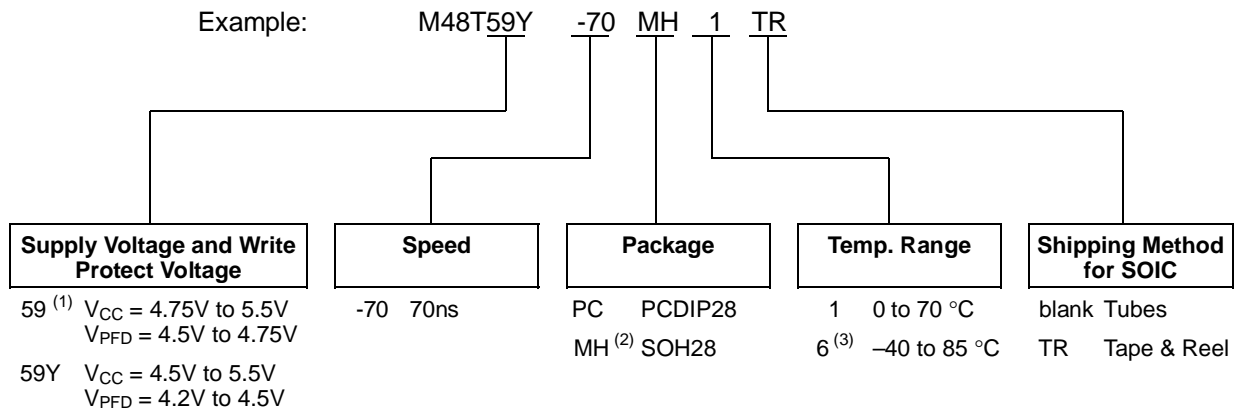 Example: M48T59Y -70 MH 1 TR
Supply Voltage and Write
Protect Voltage
59 (1) VCC = 4.75V to 5.5V
VPFD = 4.5V to 4.75V
59Y VCC = 4.5V to 5.5V
VPFD = 4.2V to 4.5V
Speed
-70 70ns
Package
PC PCDIP28
MH (2) SOH28
Temp. Range
1 0 to 70 °C
6 (3) –40 to 85 °C
Shipping Method
for SOIC
blank Tubes
TR Tape & Reel